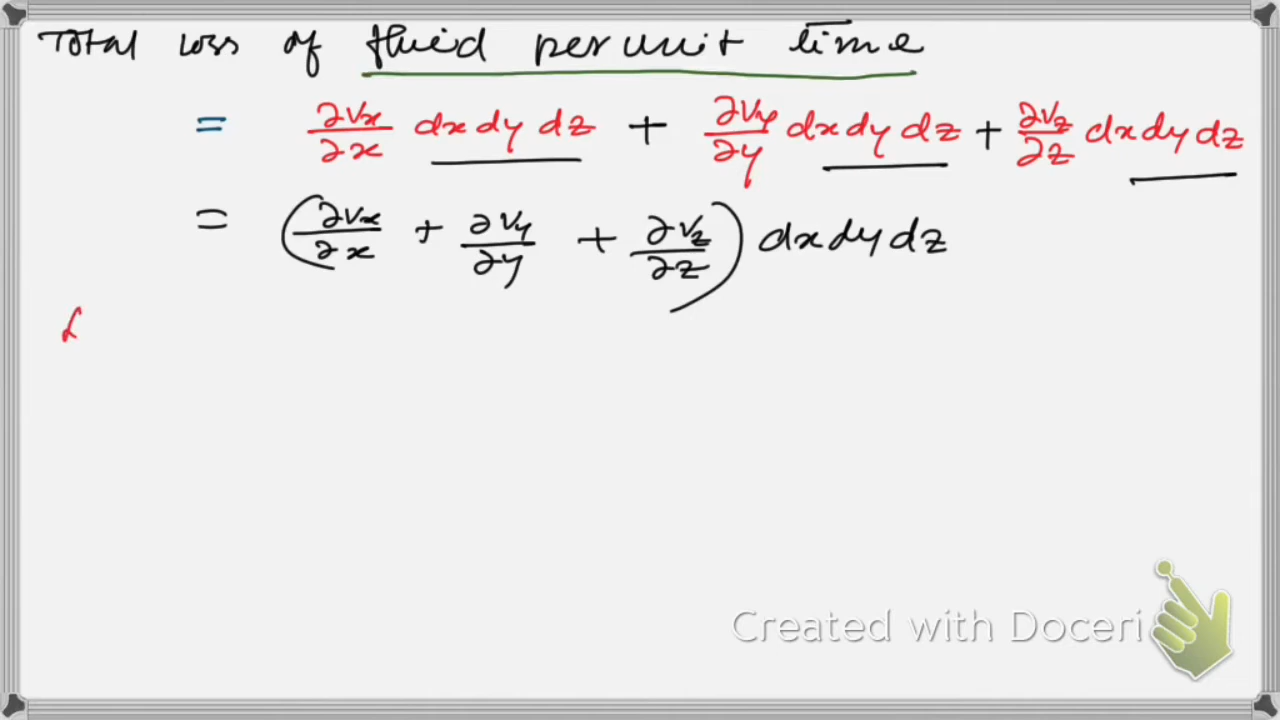 Total loss of fluid per unit time
= ∂Vx/∂x dx dy dz + ∂Vy/∂y dx dy dz + ∂Vz/∂z dx dy dz
= (∂Vx/∂x + ∂Vy/∂y + ∂Vz/∂z) dx dy dz
Created with Doceri